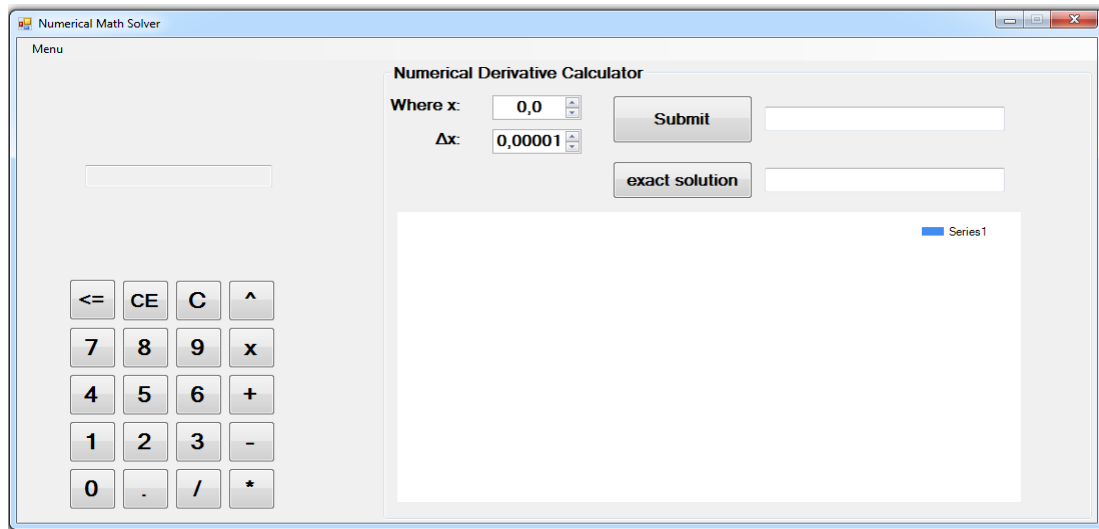 Numerical Math Solver
Menu
Numerical Derivative Calculator
Where x: 0,0
Submit
Δx: 0,00001
exact solution
Series1
<= CE C ^
7 8 9 x
4 5 6 +
1 2 3 -
0 . / *